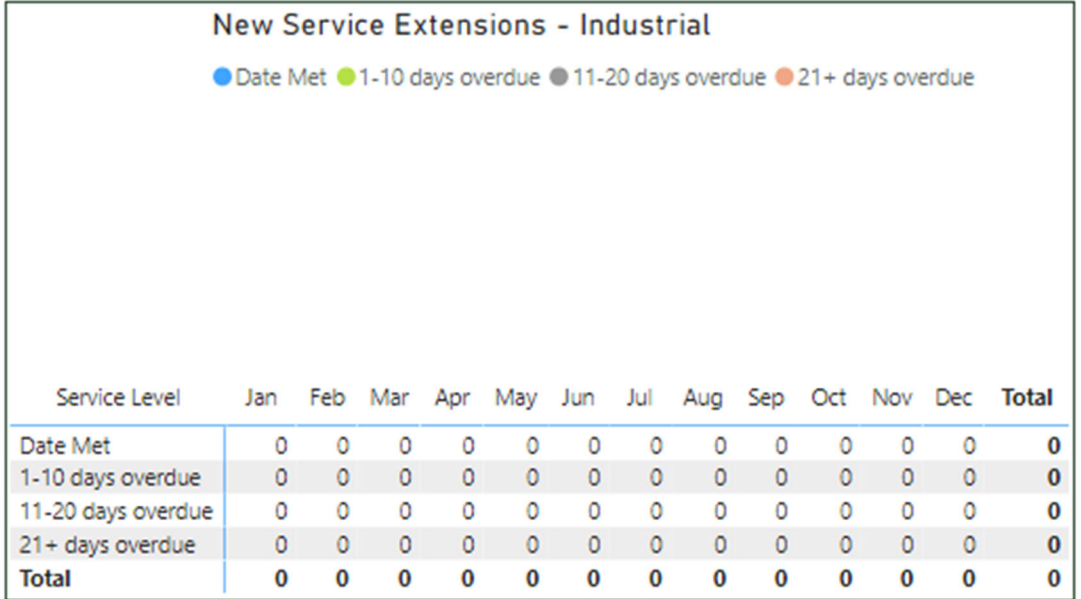 New Service Extensions - Industrial
Date Met 1-10 days overdue 11-20 days overdue 21+ days overdue
Service Level Jan Feb Mar Apr May Jun Jul Aug Sep Oct Nov Dec Total
Date Met 0 0 0 0 0 0 0 0 0 0 0 0 0
1-10 days overdue 0 0 0 0 0 0 0 0 0 0 0 0 0
11-20 days overdue 0 0 0 0 0 0 0 0 0 0 0 0 0
21+ days overdue 0 0 0 0 0 0 0 0 0 0 0 0 0
Total 0 0 0 0 0 0 0 0 0 0 0 0 0